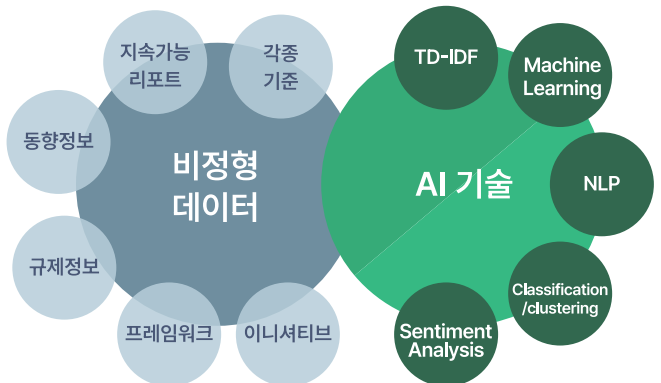 지속가능
리포트
각종
기준
동향정보
비정형
데이터
규제정보
프레임워크
이니셔티브
TD-IDF
Machine
Learning
AI 기술
NLP
Classification
/clustering
Sentiment
Analysis